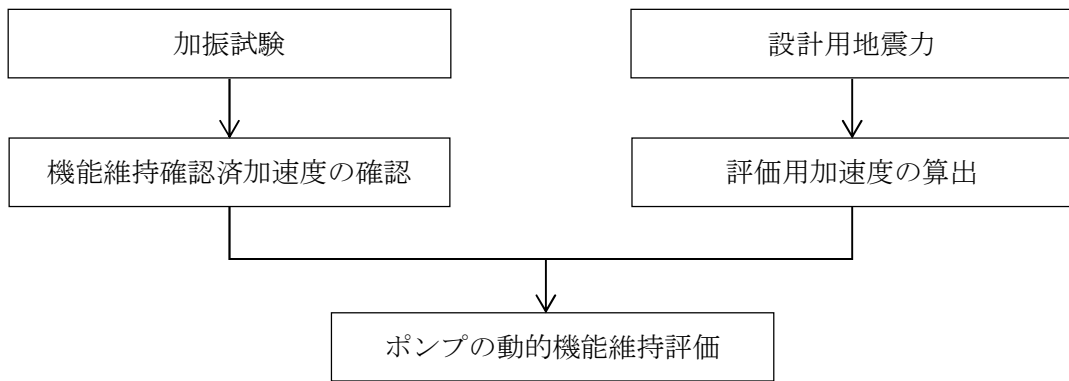 加振試験
設計用地震力
機能維持確認済加速度の確認
評価用加速度の算出
ポンプの動的機能維持評価